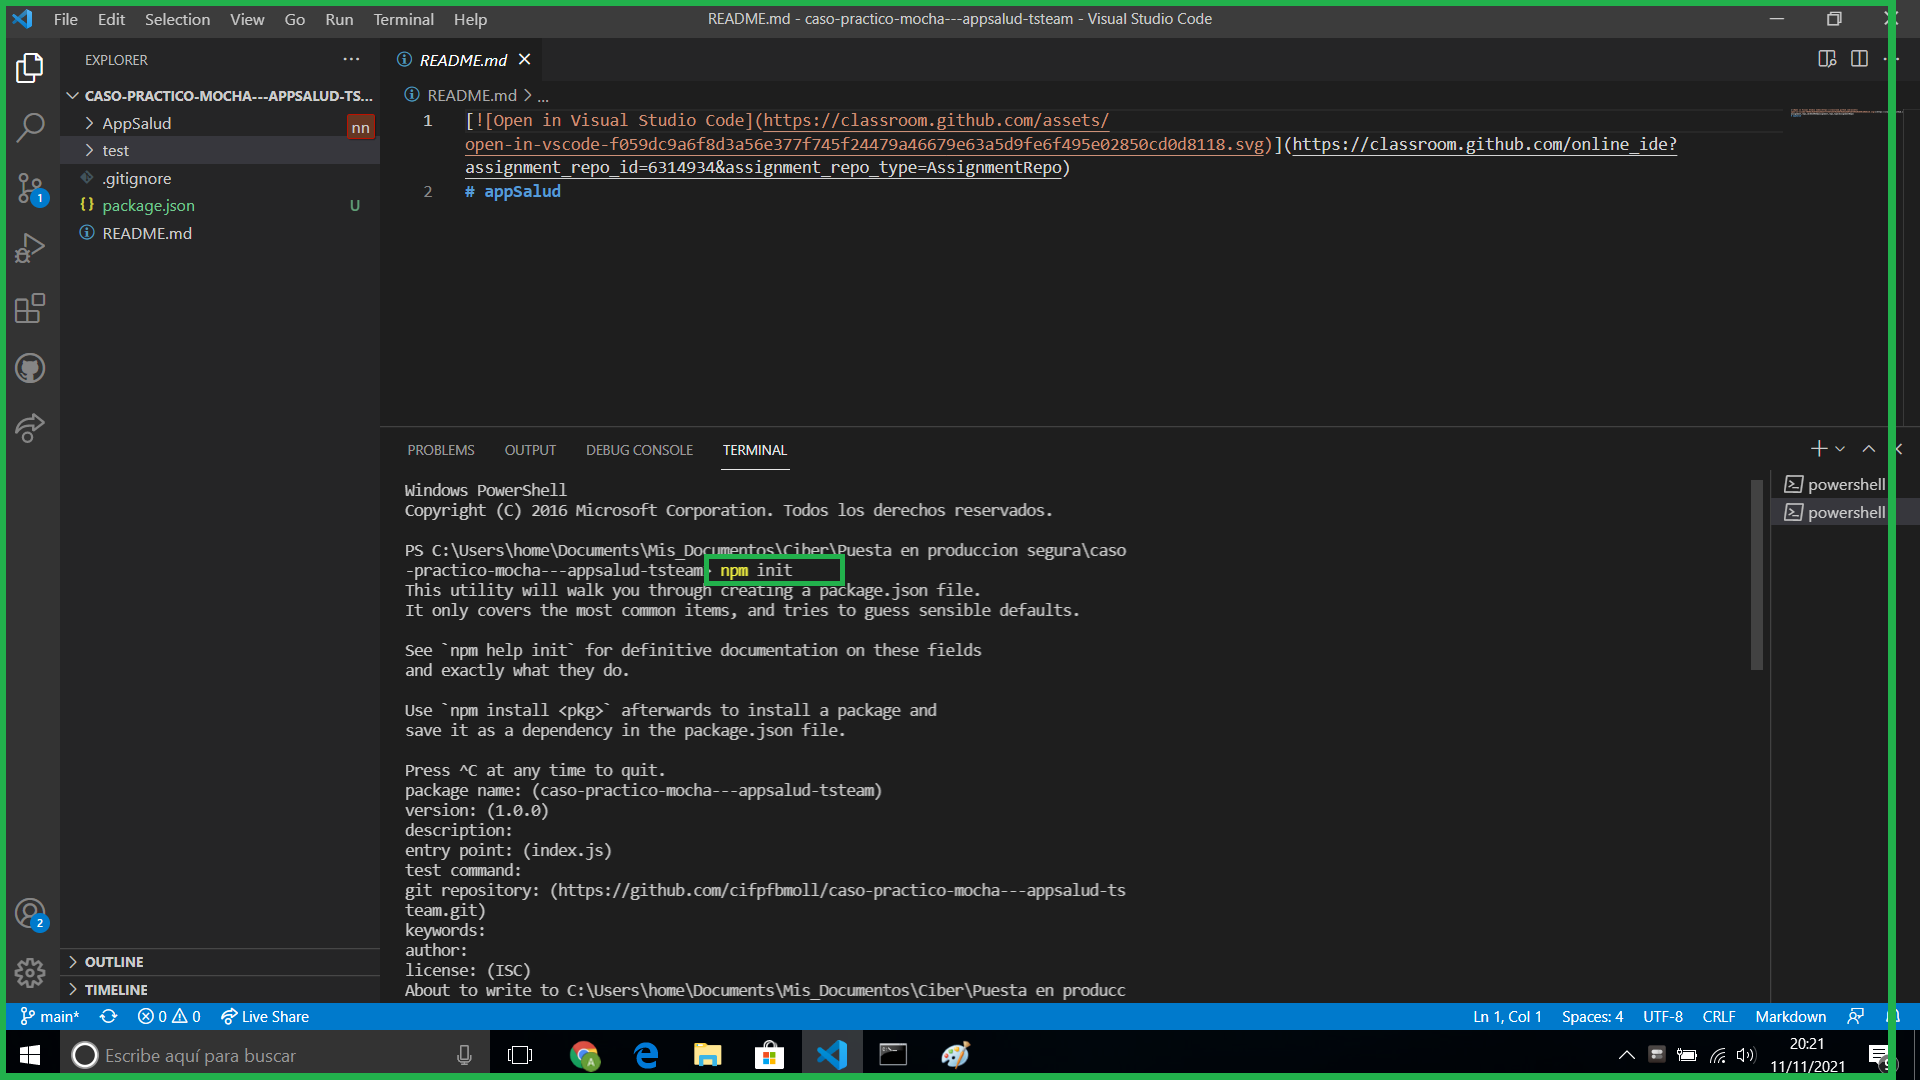 File Edit Selection View Go Run Terminal Help
README.md - caso-practico-mocha---appsalud-tsteam - Visual Studio Code
EXPLORER
CASO-PRACTICO-MOCHA---APPSALUD-TS...
AppSalud
nn
test
.gitignore
1
package.json U
README.md
README.md
README.md > ...
1 [![Open in Visual Studio Code](https://classroom.github.com/assets/
open-in-vscode-f059dc9a6f8d3a56e377f745f24479a46679e63a5d9fe6f495e02850cd0d8118.svg)](https://classroom.github.com/online_ide?
assignment_repo_id=6314934&assignment_repo_type=AssignmentRepo)
2 # appSalud
PROBLEMS OUTPUT DEBUG CONSOLE TERMINAL
powershell
powershell
Windows PowerShell
Copyright (C) 2016 Microsoft Corporation. Todos los derechos reservados.
PS C:\Users\home\Documents\Mis_Documentos\Ciber\Puesta en produccion segura\caso
-practico-mocha---appsalud-tsteam> npm init
This utility will walk you through creating a package.json file.
It only covers the most common items, and tries to guess sensible defaults.
See `npm help init` for definitive documentation on these fields
and exactly what they do.
Use `npm install <pkg>` afterwards to install a package and
save it as a dependency in the package.json file.
Press ^C at any time to quit.
package name: (caso-practico-mocha---appsalud-tsteam)
version: (1.0.0)
description:
entry point: (index.js)
test command:
git repository: (https://github.com/cifpfbmoll/caso-practico-mocha---appsalud-ts
team.git)
keywords:
author:
license: (ISC)
About to write to C:\Users\home\Documents\Mis_Documentos\Ciber\Puesta en producc
2
OUTLINE
TIMELINE
main* 0 0 Live Share
Ln 1, Col 1 Spaces: 4 UTF-8 CRLF Markdown
Escribe aquí para buscar
A
20:21
11/11/2021